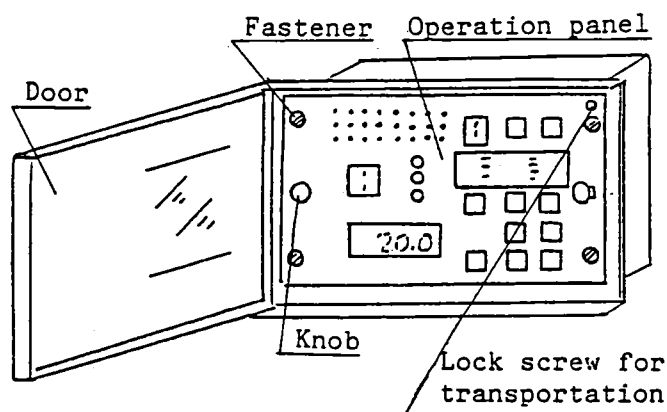 Fastener
Operation panel
Door
20.0
Knob
Lock screw for
transportation